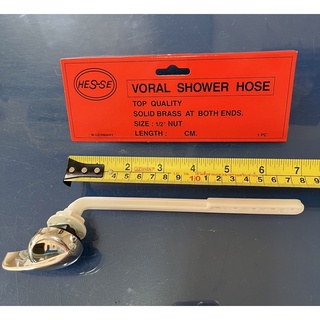 HESSE
VORAL SHOWER HOSE
TOP QUALITY
SOLID BRASS AT BOTH ENDS.
SIZE : 1/2" NUT
LENGTH : CM.
1 PC.
1 2 3 4 5 6 7